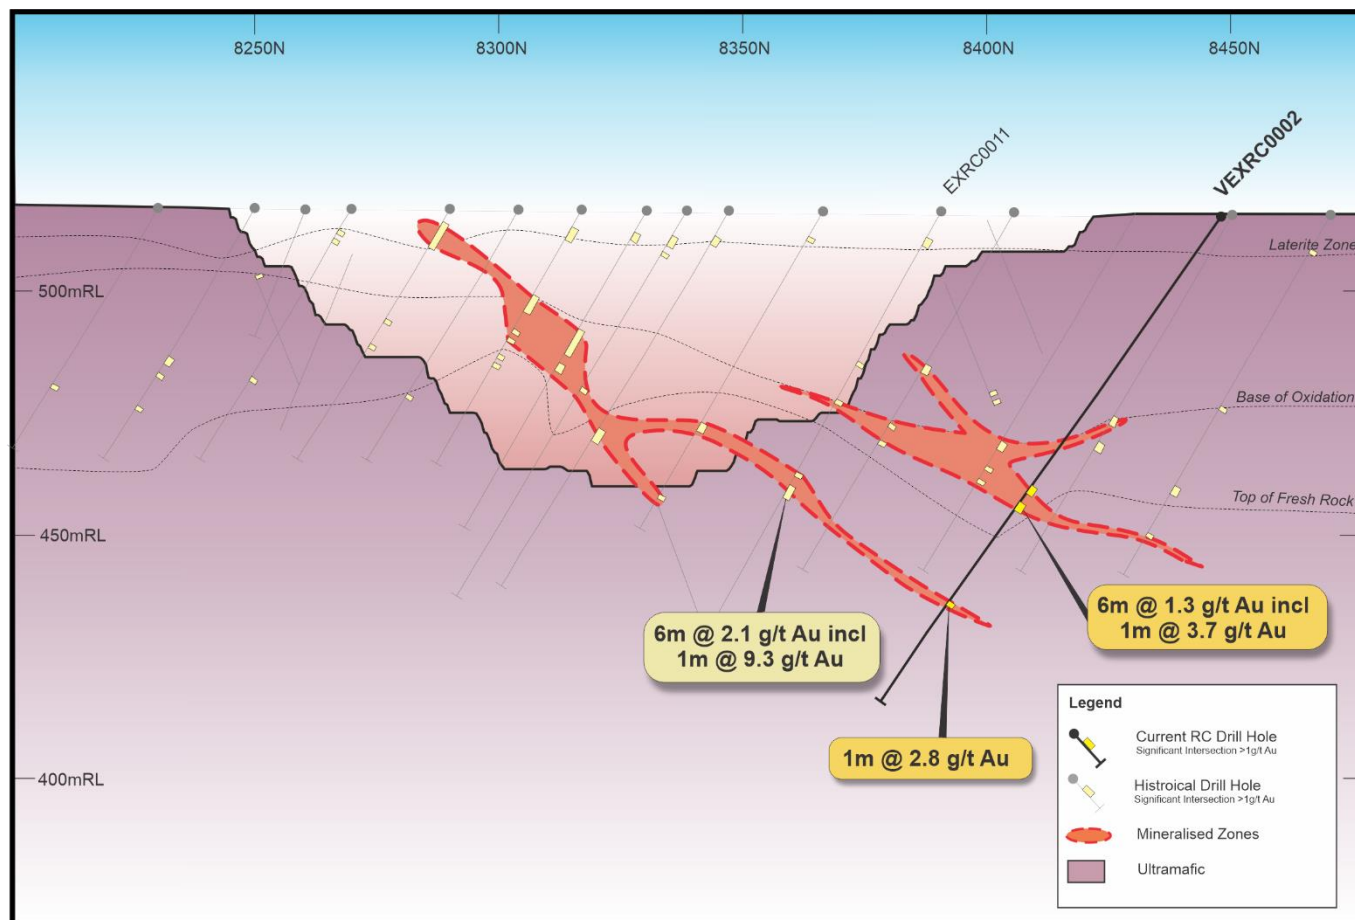 8250N
8300N
8350N
8400N
8450N
EXRC0011
VEXRC0002
Laterite Zone
500mRL
Base of Oxidation
Top of Fresh Rock
450mRL
6m @ 2.1 g/t Au incl
1m @ 9.3 g/t Au
6m @ 1.3 g/t Au incl
1m @ 3.7 g/t Au
1m @ 2.8 g/t Au
400mRL
Legend
Current RC Drill Hole
Significant Intersection >1g/t Au
Histroical Drill Hole
Significant Intersection >1g/t Au
Mineralised Zones
Ultramafic